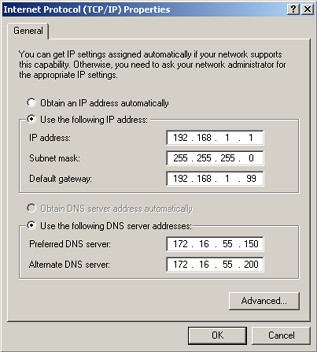 Internet Protocol (TCP/IP) Properties
General
You can get IP settings assigned automatically if your network supports
this capability. Otherwise, you need to ask your network administrator for
the appropriate IP settings.
Obtain an IP address automatically
Use the following IP address:
IP address: 192 . 168 . 1 . 1
Subnet mask: 255 . 255 . 255 . 0
Default gateway: 192 . 168 . 1 . 99
Obtain DNS server address automatically
Use the following DNS server addresses:
Preferred DNS server: 172 . 16 . 55 . 150
Alternate DNS server: 172 . 16 . 55 . 200
Advanced...
OK Cancel